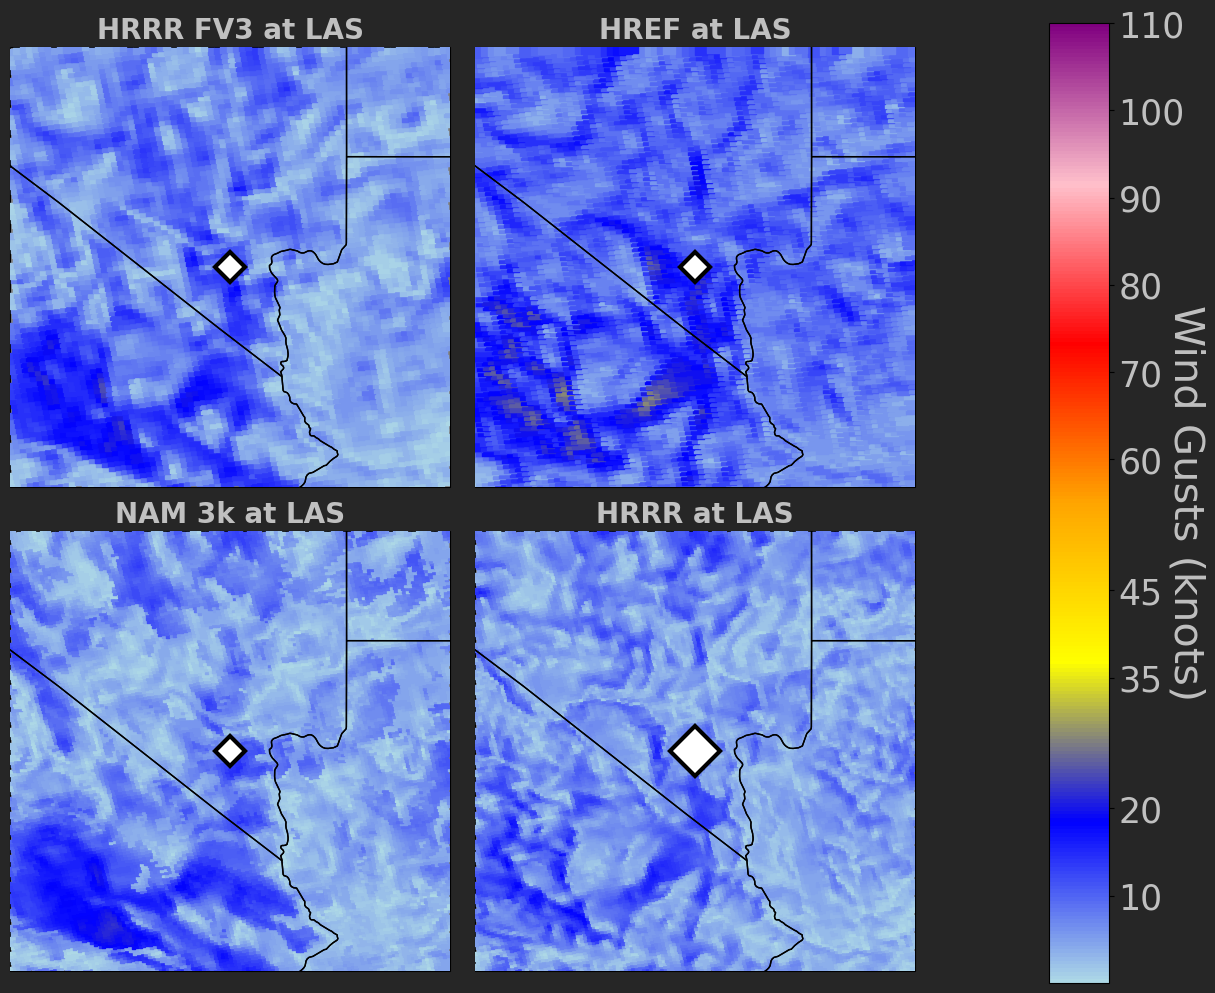 HRRR FV3 at LAS
HREF at LAS
NAM 3k at LAS
HRRR at LAS
110
100
90
80
70
60
45
35
20
10
Wind Gusts (knots)